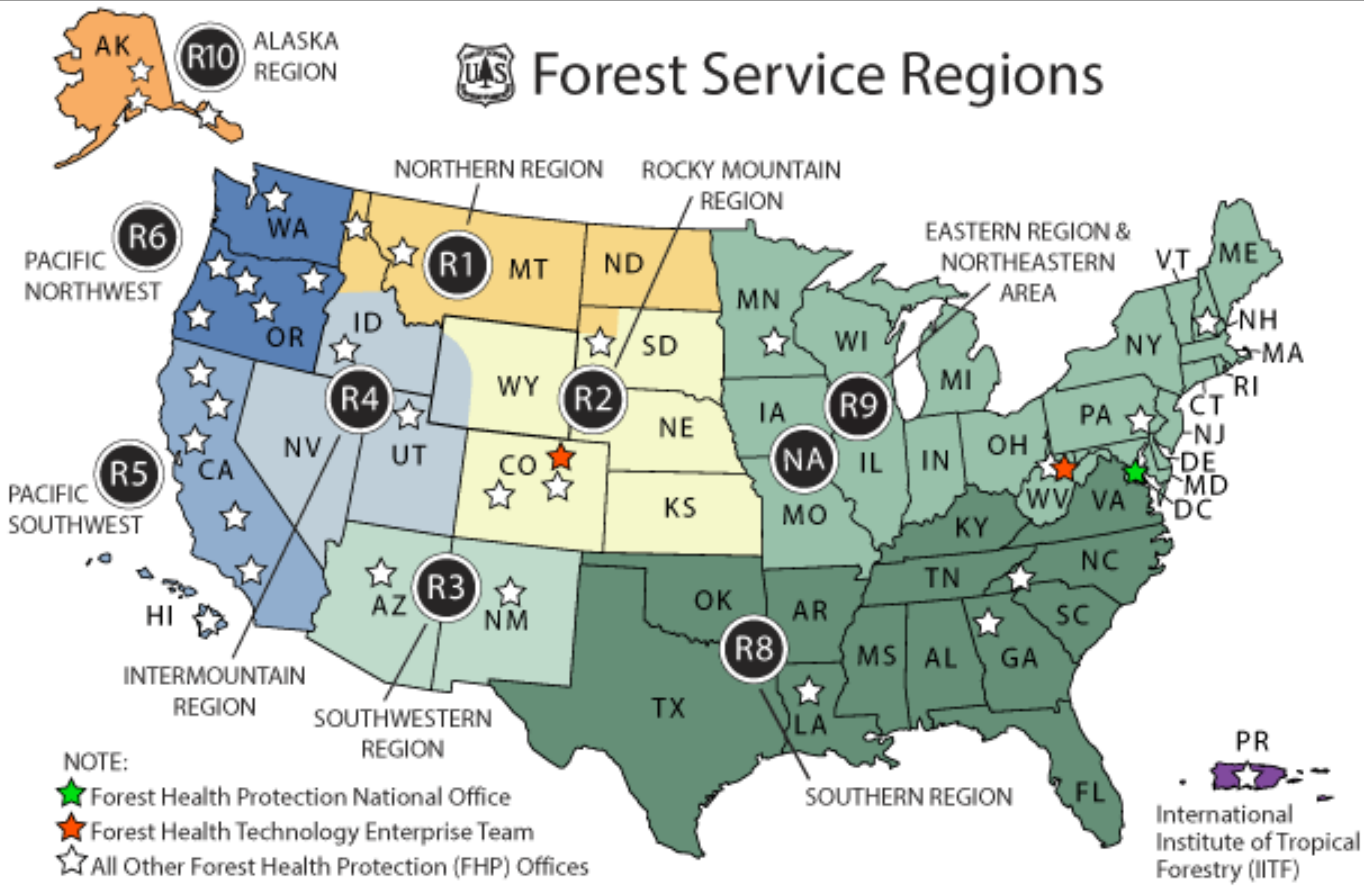 AK
R10
ALASKA
REGION
U S
Forest Service Regions
NORTHERN REGION
ROCKY MOUNTAIN
REGION
EASTERN REGION &
NORTHEASTERN
AREA
R6
PACIFIC
NORTHWEST
WA
OR
R1
MT
ND
ID
SD
WY
R2
NE
KS
CO
R4
NV
UT
R5
PACIFIC
SOUTHWEST
CA
HI
INTERMOUNTAIN
REGION
AZ
R3
NM
SOUTHWESTERN
REGION
MN
WI
MI
IA
R9
NA
IL
IN
OH
MO
VT
ME
NH
NY
MA
RI
CT
PA
NJ
DE
MD
DC
WV
VA
KY
NC
TN
SC
OK
AR
R8
MS
AL
GA
TX
LA
FL
SOUTHERN REGION
PR
International
Institute of Tropical
Forestry (IITF)
NOTE:
Forest Health Protection National Office
Forest Health Technology Enterprise Team
All Other Forest Health Protection (FHP) Offices